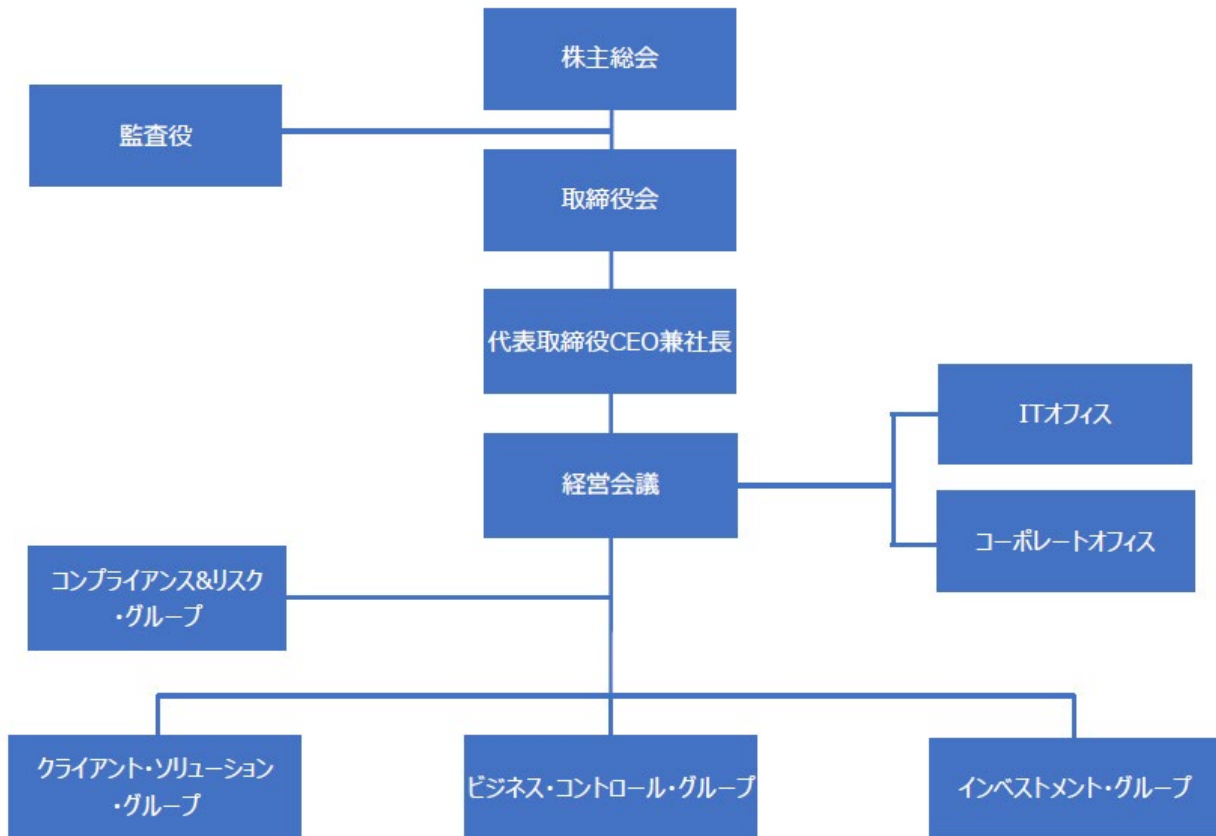 株主総会
監査役
取締役会
代表取締役CEO兼社長
ITオフィス
経営会議
コーポレートオフィス
コンプライアンス&リスク
・グループ
クライアント・ソリューション
・グループ
ビジネス・コントロール・グループ
インベストメント・グループ